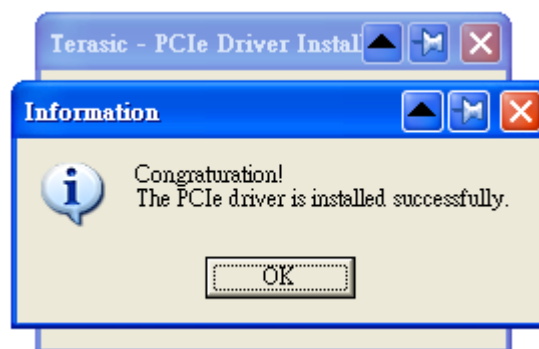 Terasic - PCIe Driver Instal
Information
Congraturation!
The PCIe driver is installed successfully.
OK